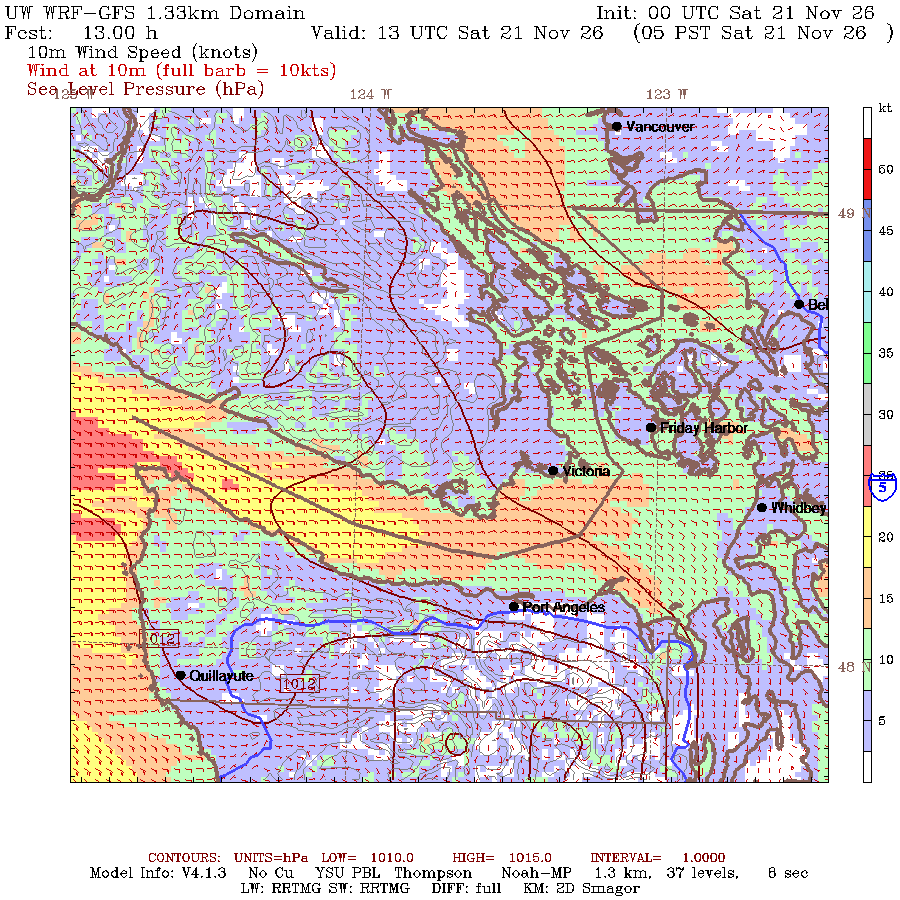 UW WRF-GFS 1.33km Domain Init: 00 UTC Sat 21 Nov 26
Fcst: 13.00 h Valid: 13 UTC Sat 21 Nov 26 (05 PST Sat 21 Nov 26 )
10m Wind Speed (knots)
Wind at 10m (full barb = 10kts)
Sea Level Pressure (hPa)
125 W 124 W 123 W
kt
Vancouver
60
49 N
45
40
Bel
35
30
Friday Harbor
Victoria
25
5
Whidbey
20
15
Port Angeles
012
10
48 N
Quillayute
1012
5
CONTOURS: UNITS=hPa LOW= 1010.0 HIGH= 1015.0 INTERVAL= 1.0000
Model Info: V4.1.3 No Cu YSU PBL Thompson Noah-MP 1.3 km, 37 levels, 8 sec
LW: RRTMG SW: RRTMG DIFF: full KM: 2D Smagor